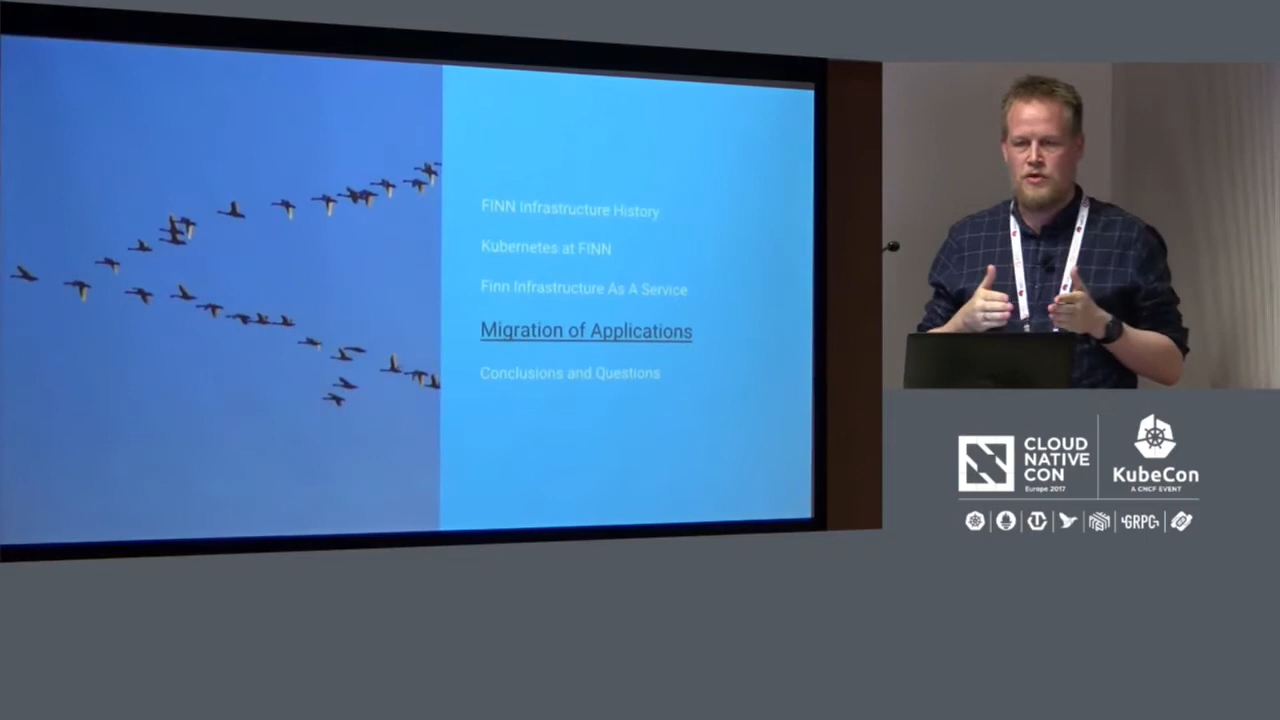 FINN Infrastructure History
Kubernetes at FINN
Finn Infrastructure As A Service
Migration of Applications
Conclusions and Questions
CLOUD
NATIVE
CON
Europe 2017
KubeCon
A CNCF EVENT
GRPC